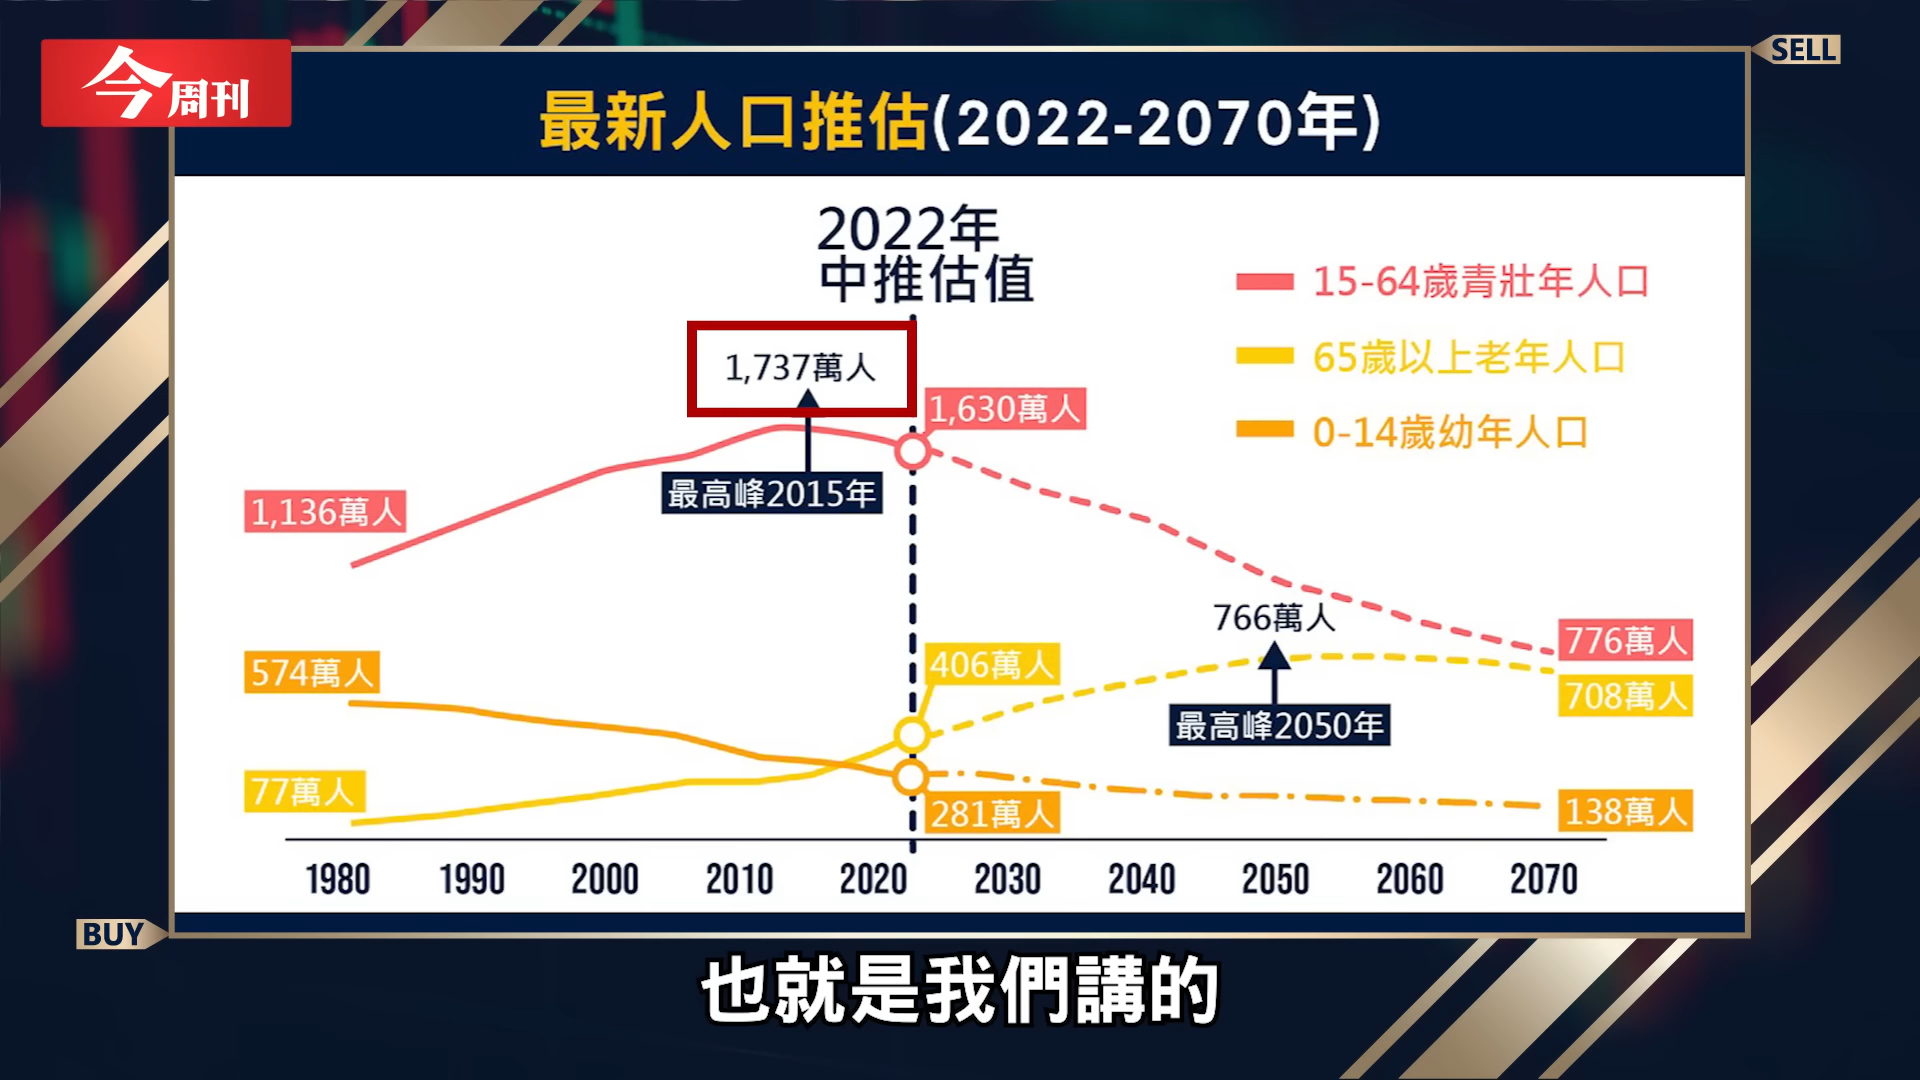 今周刊
SELL
最新人口推估(2022-2070年)
2022年
中推估值
15-64歲青壯年人口
65歲以上老年人口
0-14歲幼年人口
1,737萬人
1,630萬人
最高峰2015年
1,136萬人
766萬人
776萬人
574萬人
406萬人
708萬人
最高峰2050年
77萬人
281萬人
138萬人
1980 1990 2000 2010 2020 2030 2040 2050 2060 2070
BUY
也就是我們講的